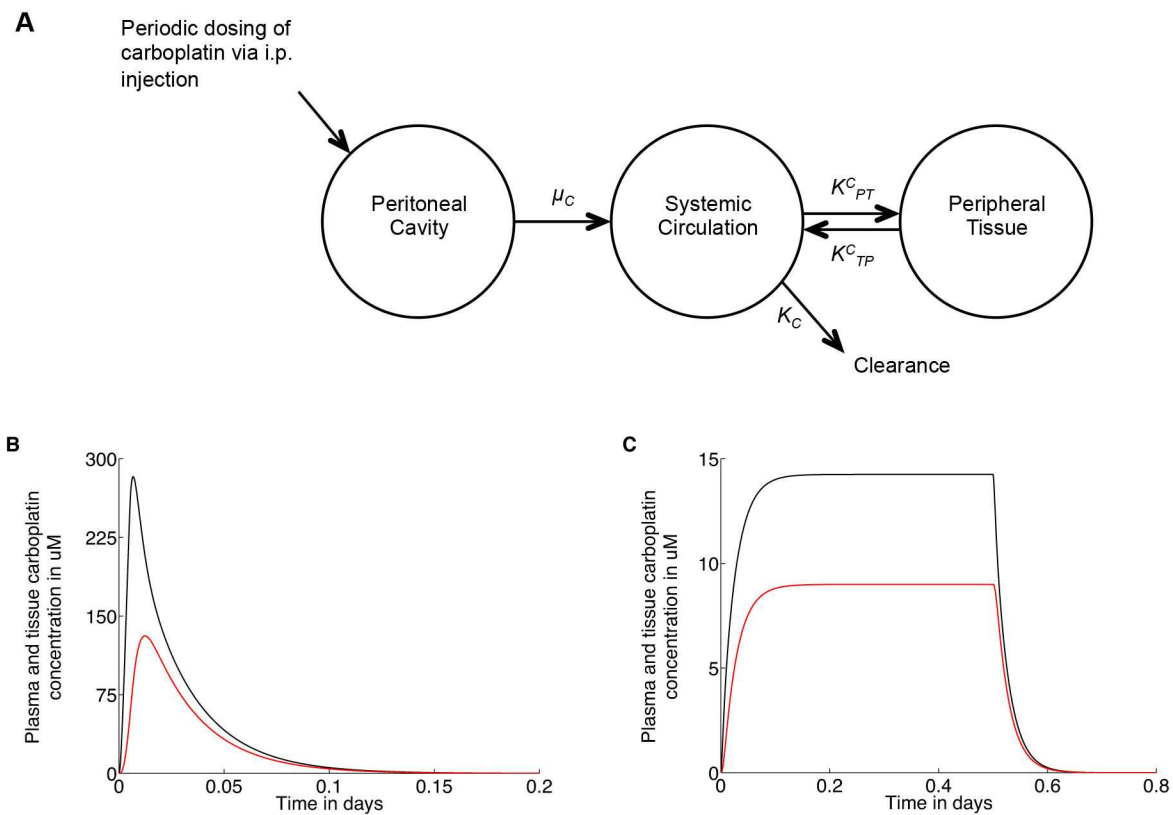 A
Periodic dosing of
carboplatin via i.p.
injection
Peritoneal
Cavity
μC
Systemic
Circulation
K^C_PT
K^C_TP
Peripheral
Tissue
KC
Clearance
B
Plasma and tissue carboplatin
concentration in uM
300
225
150
75
0
0 0.05 0.1 0.15 0.2
Time in days
C
Plasma and tissue carboplatin
concentration in uM
15
10
5
0
0 0.2 0.4 0.6 0.8
Time in days